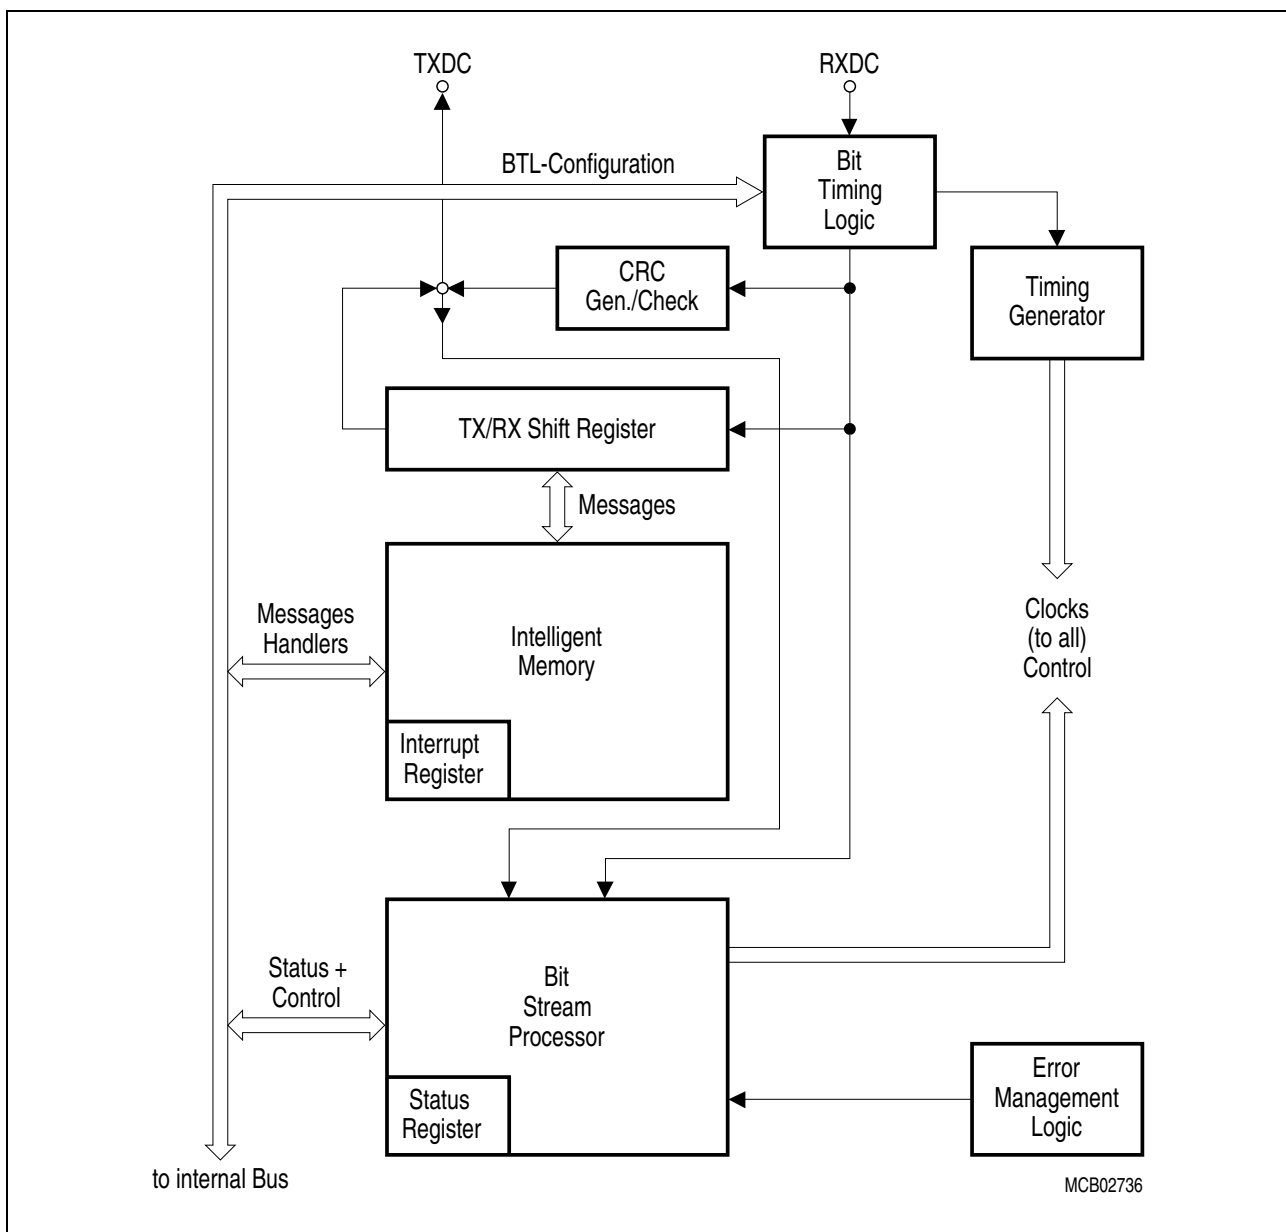 TXDC
RXDC
BTL-Configuration
Bit
Timing
Logic
CRC
Gen./Check
Timing
Generator
TX/RX Shift Register
Messages
Messages
Handlers
Intelligent
Memory
Clocks
(to all)
Control
Interrupt
Register
Status +
Control
Bit
Stream
Processor
Status
Register
Error
Management
Logic
to internal Bus
MCB02736